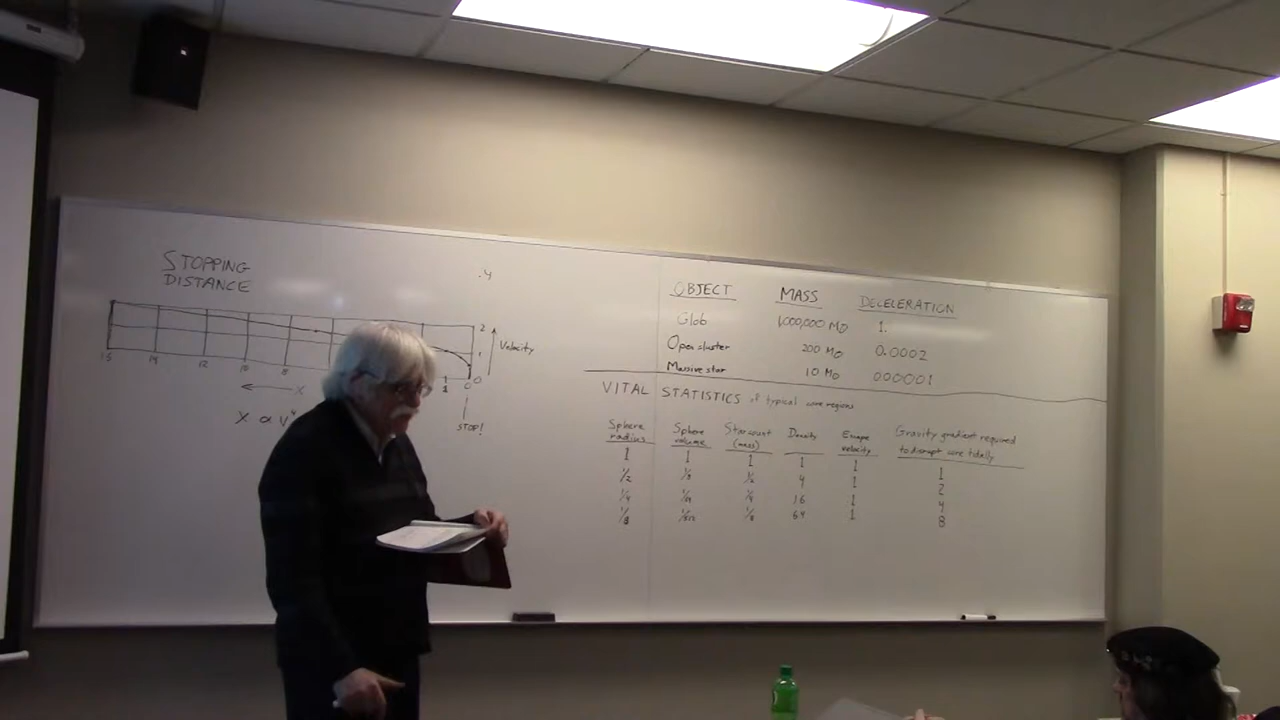 STOPPING
DISTANCE
.4
2
1
0
Velocity
16 14 12 10 8 1 0
← X
X ∝ V⁴
STOP!
OBJECT MASS DECELERATION
Glob 1,000,000 M⊙ 1.
Open cluster 200 M⊙ 0.0002
Massive star 10 M⊙ 0.00001
VITAL STATISTICS of typical core regions
Sphere radius Sphere volume Star count (mass) Density Escape velocity Gravity gradient required to disrupt core tidally
1 1 1 1 1 1
1/2 1/8 1/2 4 1 2
1/4 1/64 1/4 16 1 4
1/8 1/512 1/8 64 1 8